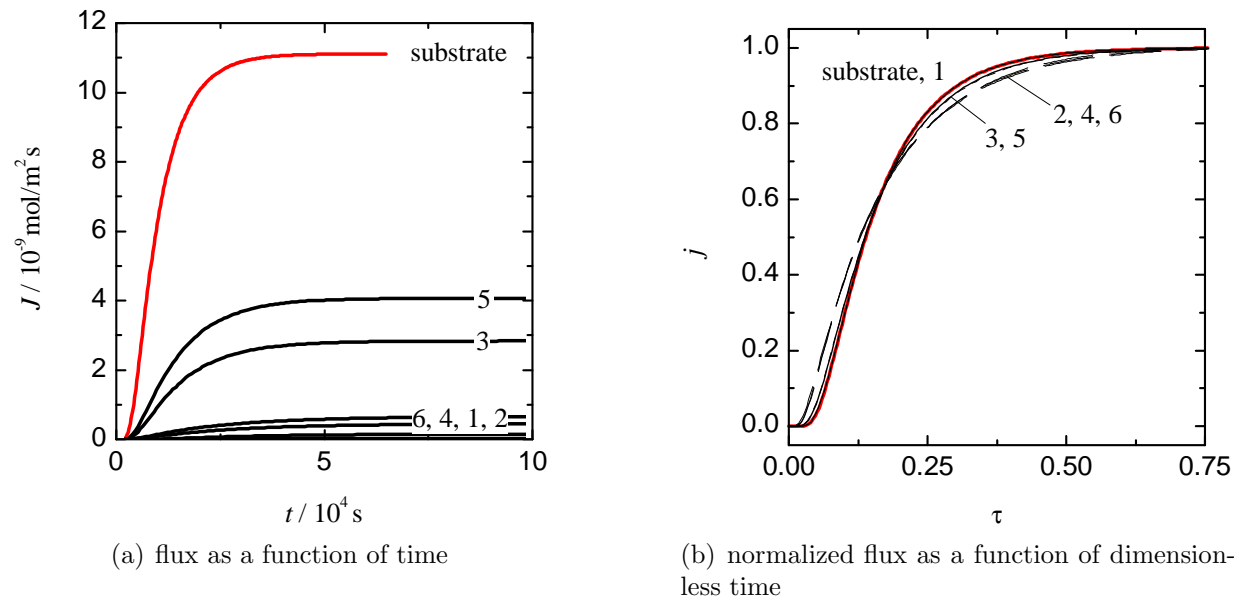 12
10
8
6
4
2
0
J / 10⁻⁹ mol/m² s
substrate
5
3
6, 4, 1, 2
0
5
10
t / 10⁴ s
(a) flux as a function of time
1.0
0.8
0.6
0.4
0.2
0.0
j
substrate, 1
2, 4, 6
3, 5
0.00
0.25
0.50
0.75
τ
(b) normalized flux as a function of dimension-
less time